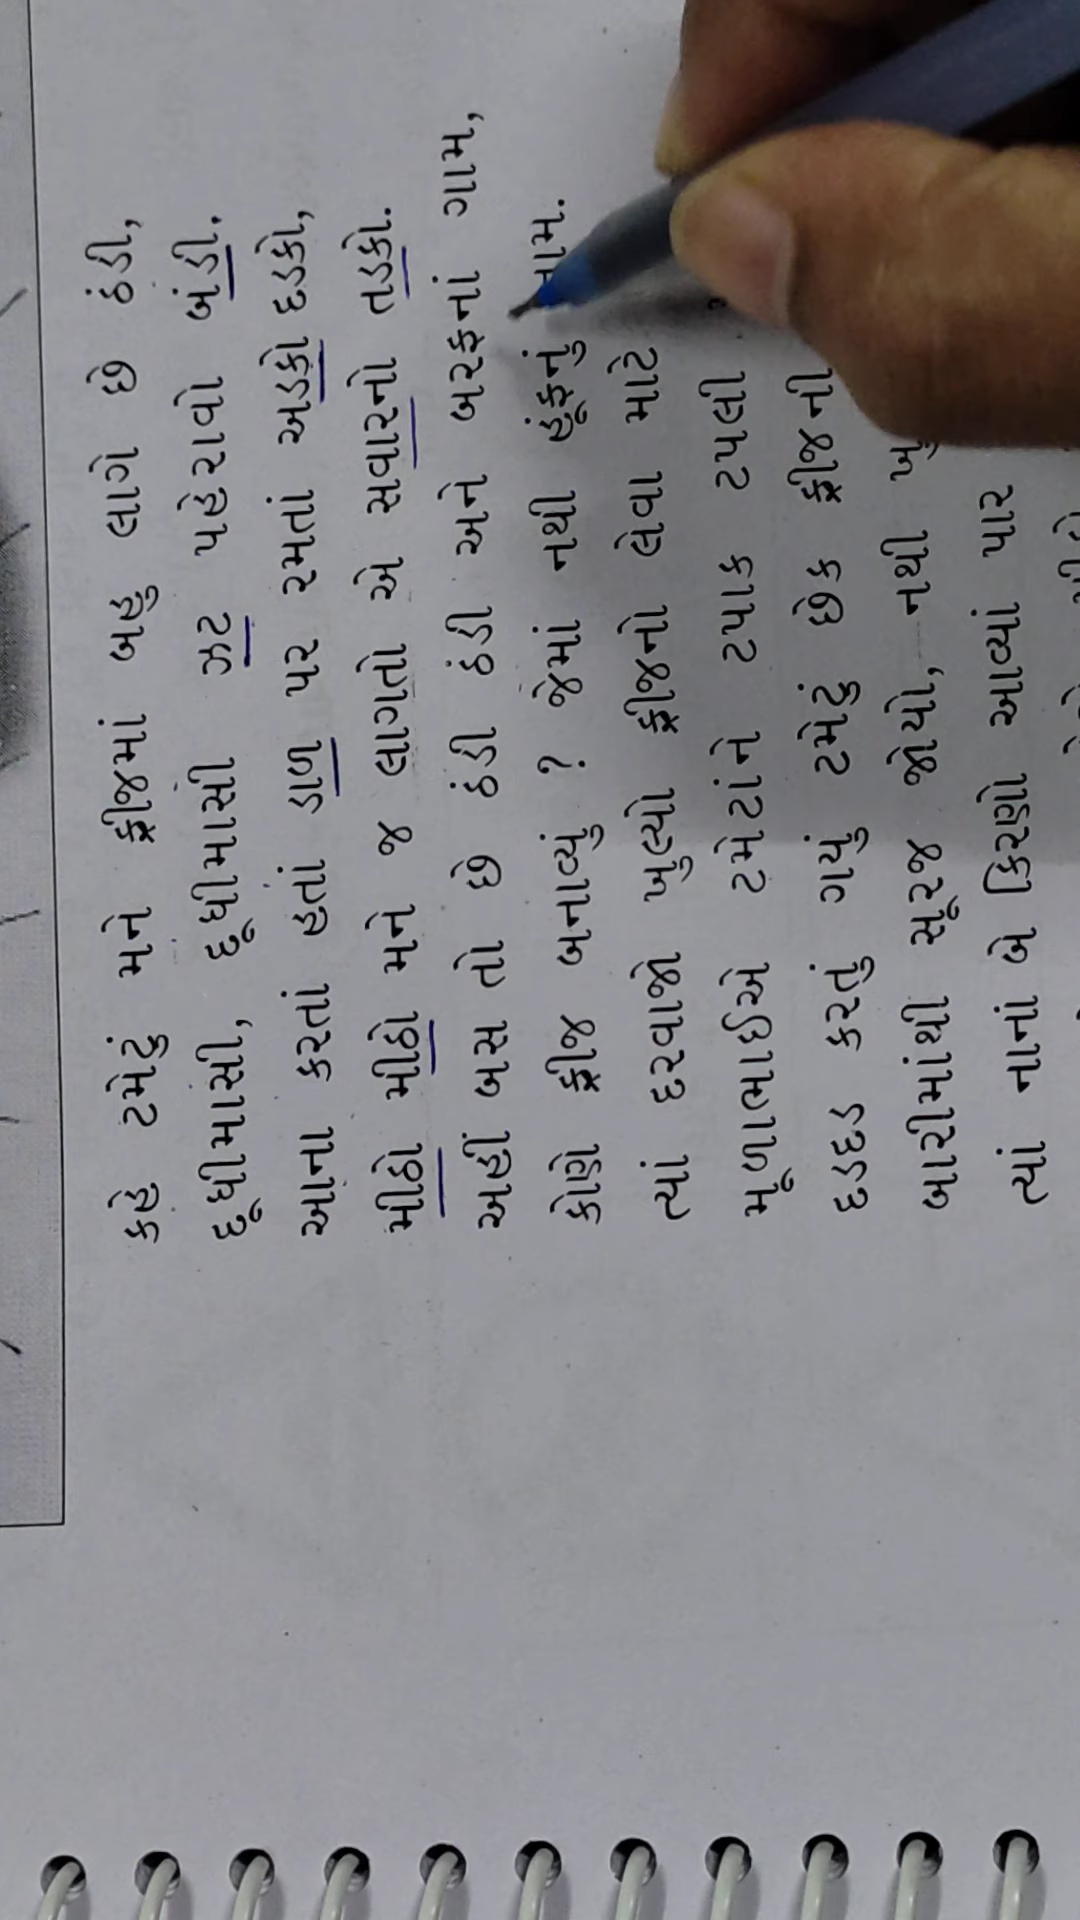 કહે ટમેટું મને ફ્રીજમાં બહુ લાગે છે ઠંડી,
દૂધીમાસી, દૂધીમાસી ઝટ પહેરાવો બંડી.
આના કરતાં હતાં ડાળ પર રમતાં અડકો દડકો,
મીઠો મીઠો મને જ લાગતો એ સવારનો તડકો.
અહીં બસ તો છે ઠંડી ઠંડી અને બરફનાં ગામ,
કોણે ફ્રીજ બનાવ્યું ? જેમાં નથી હૂંફનું
ત્યાં દરવાજો ખુલ્યો ફ્રીજનો લેવા માટે
મૂળાભાઈએ ટમેટાંને ટપાક ટપલી
દડદડ કરતું ગયું ટમેટું છેક ફ્રીજ ની
બારીમાંથી સૂરજ જોયો, નથી
ત્યાં નાનાં બે કિરણો આવ્યાં પાર